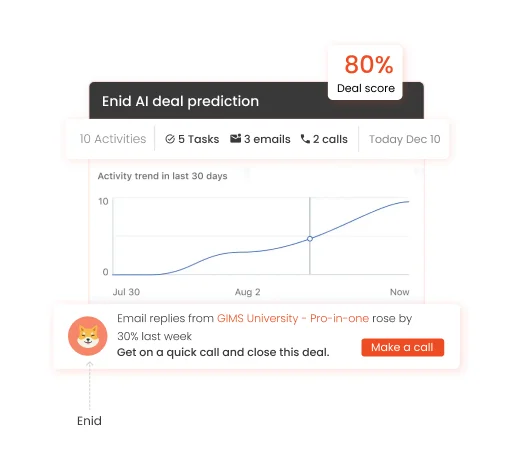 80%
Deal score
Enid AI deal prediction
10 Activities 5 Tasks 3 emails 2 calls Today Dec 10
Activity trend in last 30 days
10
0
Jul 30 Aug 2 Now
Email replies from GIMS University - Pro-in-one rose by
30% last week
Get on a quick call and close this deal.
Make a call
Enid